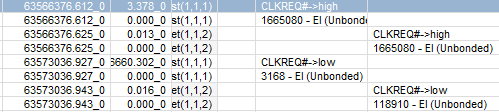 63566376.612_0 3.378_0 st(1,1,1) CLKREQ#->high
63566376.612_0 0.000_0 st(1,1,1) 1665080 - EI (Unbonded)
63566376.625_0 0.013_0 et(1,1,2) CLKREQ#->high
63566376.625_0 0.000_0 et(1,1,2) 1665080 - EI (Unbonded)
63573036.927_0 3660.302_0 st(1,1,1) CLKREQ#->low
63573036.927_0 0.000_0 st(1,1,1) 3168 - EI (Unbonded)
63573036.943_0 0.016_0 et(1,1,2) CLKREQ#->low
63573036.943_0 0.000_0 et(1,1,2) 118910 - EI (Unbonded)